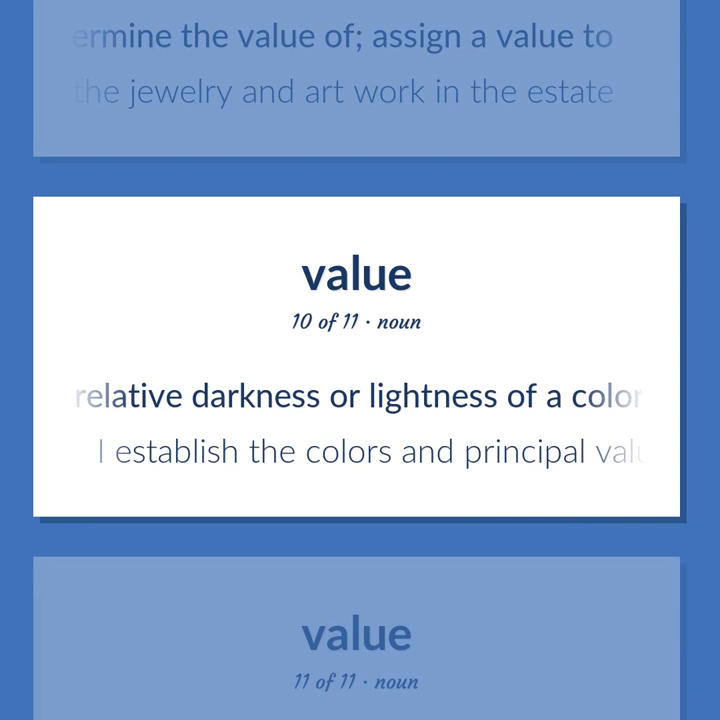 ermine the value of; assign a value to
the jewelry and art work in the estate
value
10 of 11 · noun
relative darkness or lightness of a color
I establish the colors and principal valu
value
11 of 11 · noun